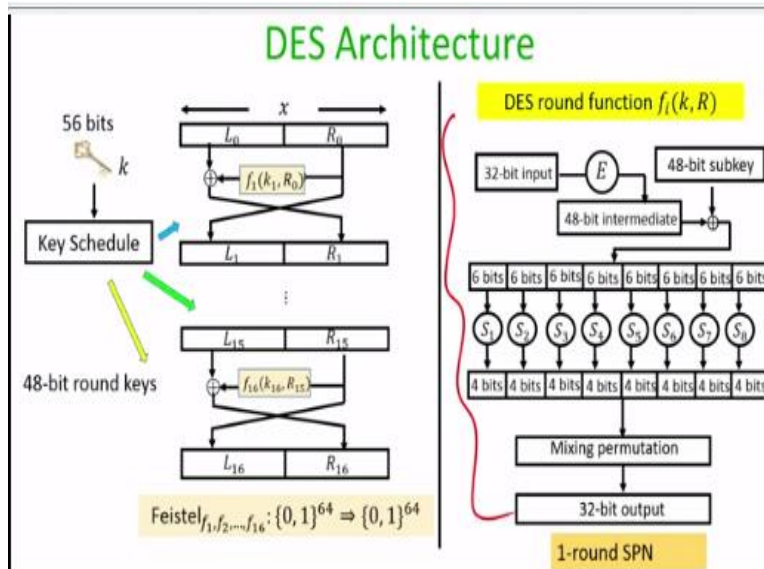 DES Architecture
56 bits
k
Key Schedule
48-bit round keys
x
L₀ R₀
⊕ f₁(k₁, R₀)
L₁ R₁
⋮
L₁₅ R₁₅
⊕ f₁₆(k₁₆, R₁₅)
L₁₆ R₁₆
Feistel_{f₁,f₂,…,f₁₆}: {0, 1}⁶⁴ ⇒ {0, 1}⁶⁴
DES round function fᵢ(k, R)
32-bit input E 48-bit subkey
48-bit intermediate ⊕
6 bits 6 bits 6 bits 6 bits 6 bits 6 bits 6 bits 6 bits
S₁ S₂ S₃ S₄ S₅ S₆ S₇ S₈
4 bits 4 bits 4 bits 4 bits 4 bits 4 bits 4 bits 4 bits
Mixing permutation
32-bit output
1-round SPN